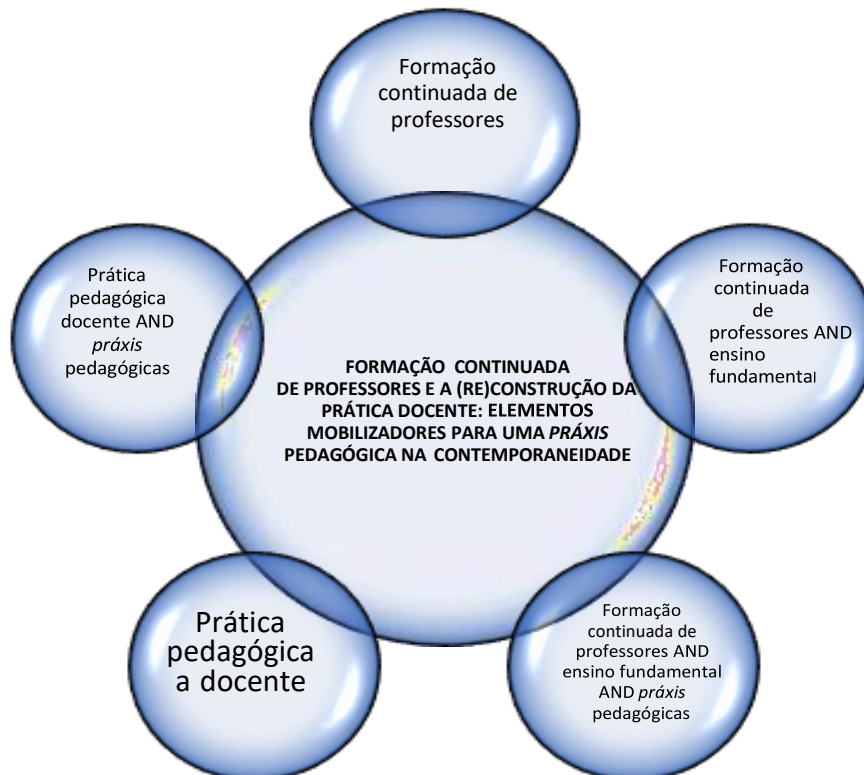 Formação
continuada de
professores
Prática
pedagógica
docente AND
práxis
pedagógicas
Formação
continuada
de
professores AND
ensino
fundamental
FORMAÇÃO CONTINUADA
DE PROFESSORES E A (RE)CONSTRUÇÃO DA
PRÁTICA DOCENTE: ELEMENTOS
MOBILIZADORES PARA UMA PRÁXIS
PEDAGÓGICA NA CONTEMPORANEIDADE
Prática
pedagógica
a docente
Formação
continuada de
professores AND
ensino fundamental
AND práxis
pedagógicas